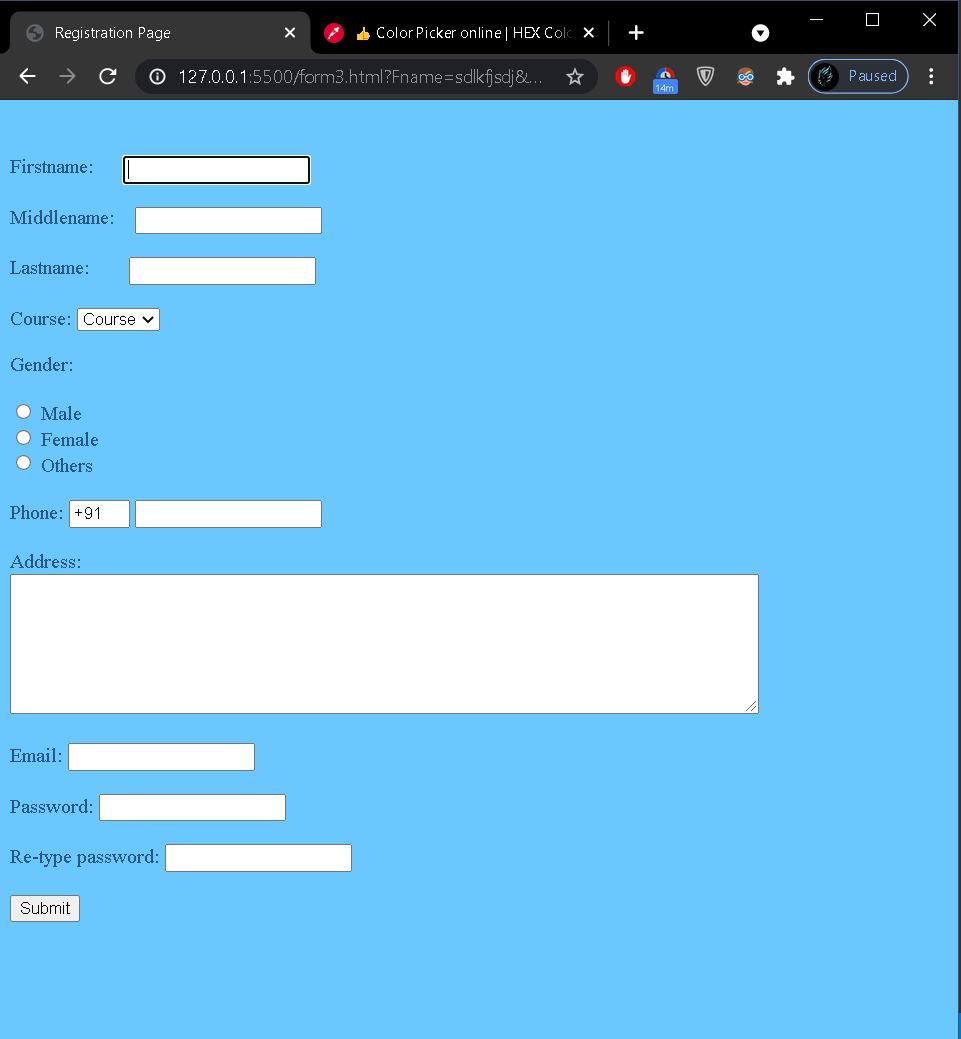 Registration Page
👍 Color Picker online | HEX Colo
127.0.0.1:5500/form3.html?Fname=sdlkfjsdj&...
14m
Paused
Firstname:
Middlename:
Lastname:
Course: Course
Gender:
Male
Female
Others
Phone: +91
Address:
Email:
Password:
Re-type password:
Submit